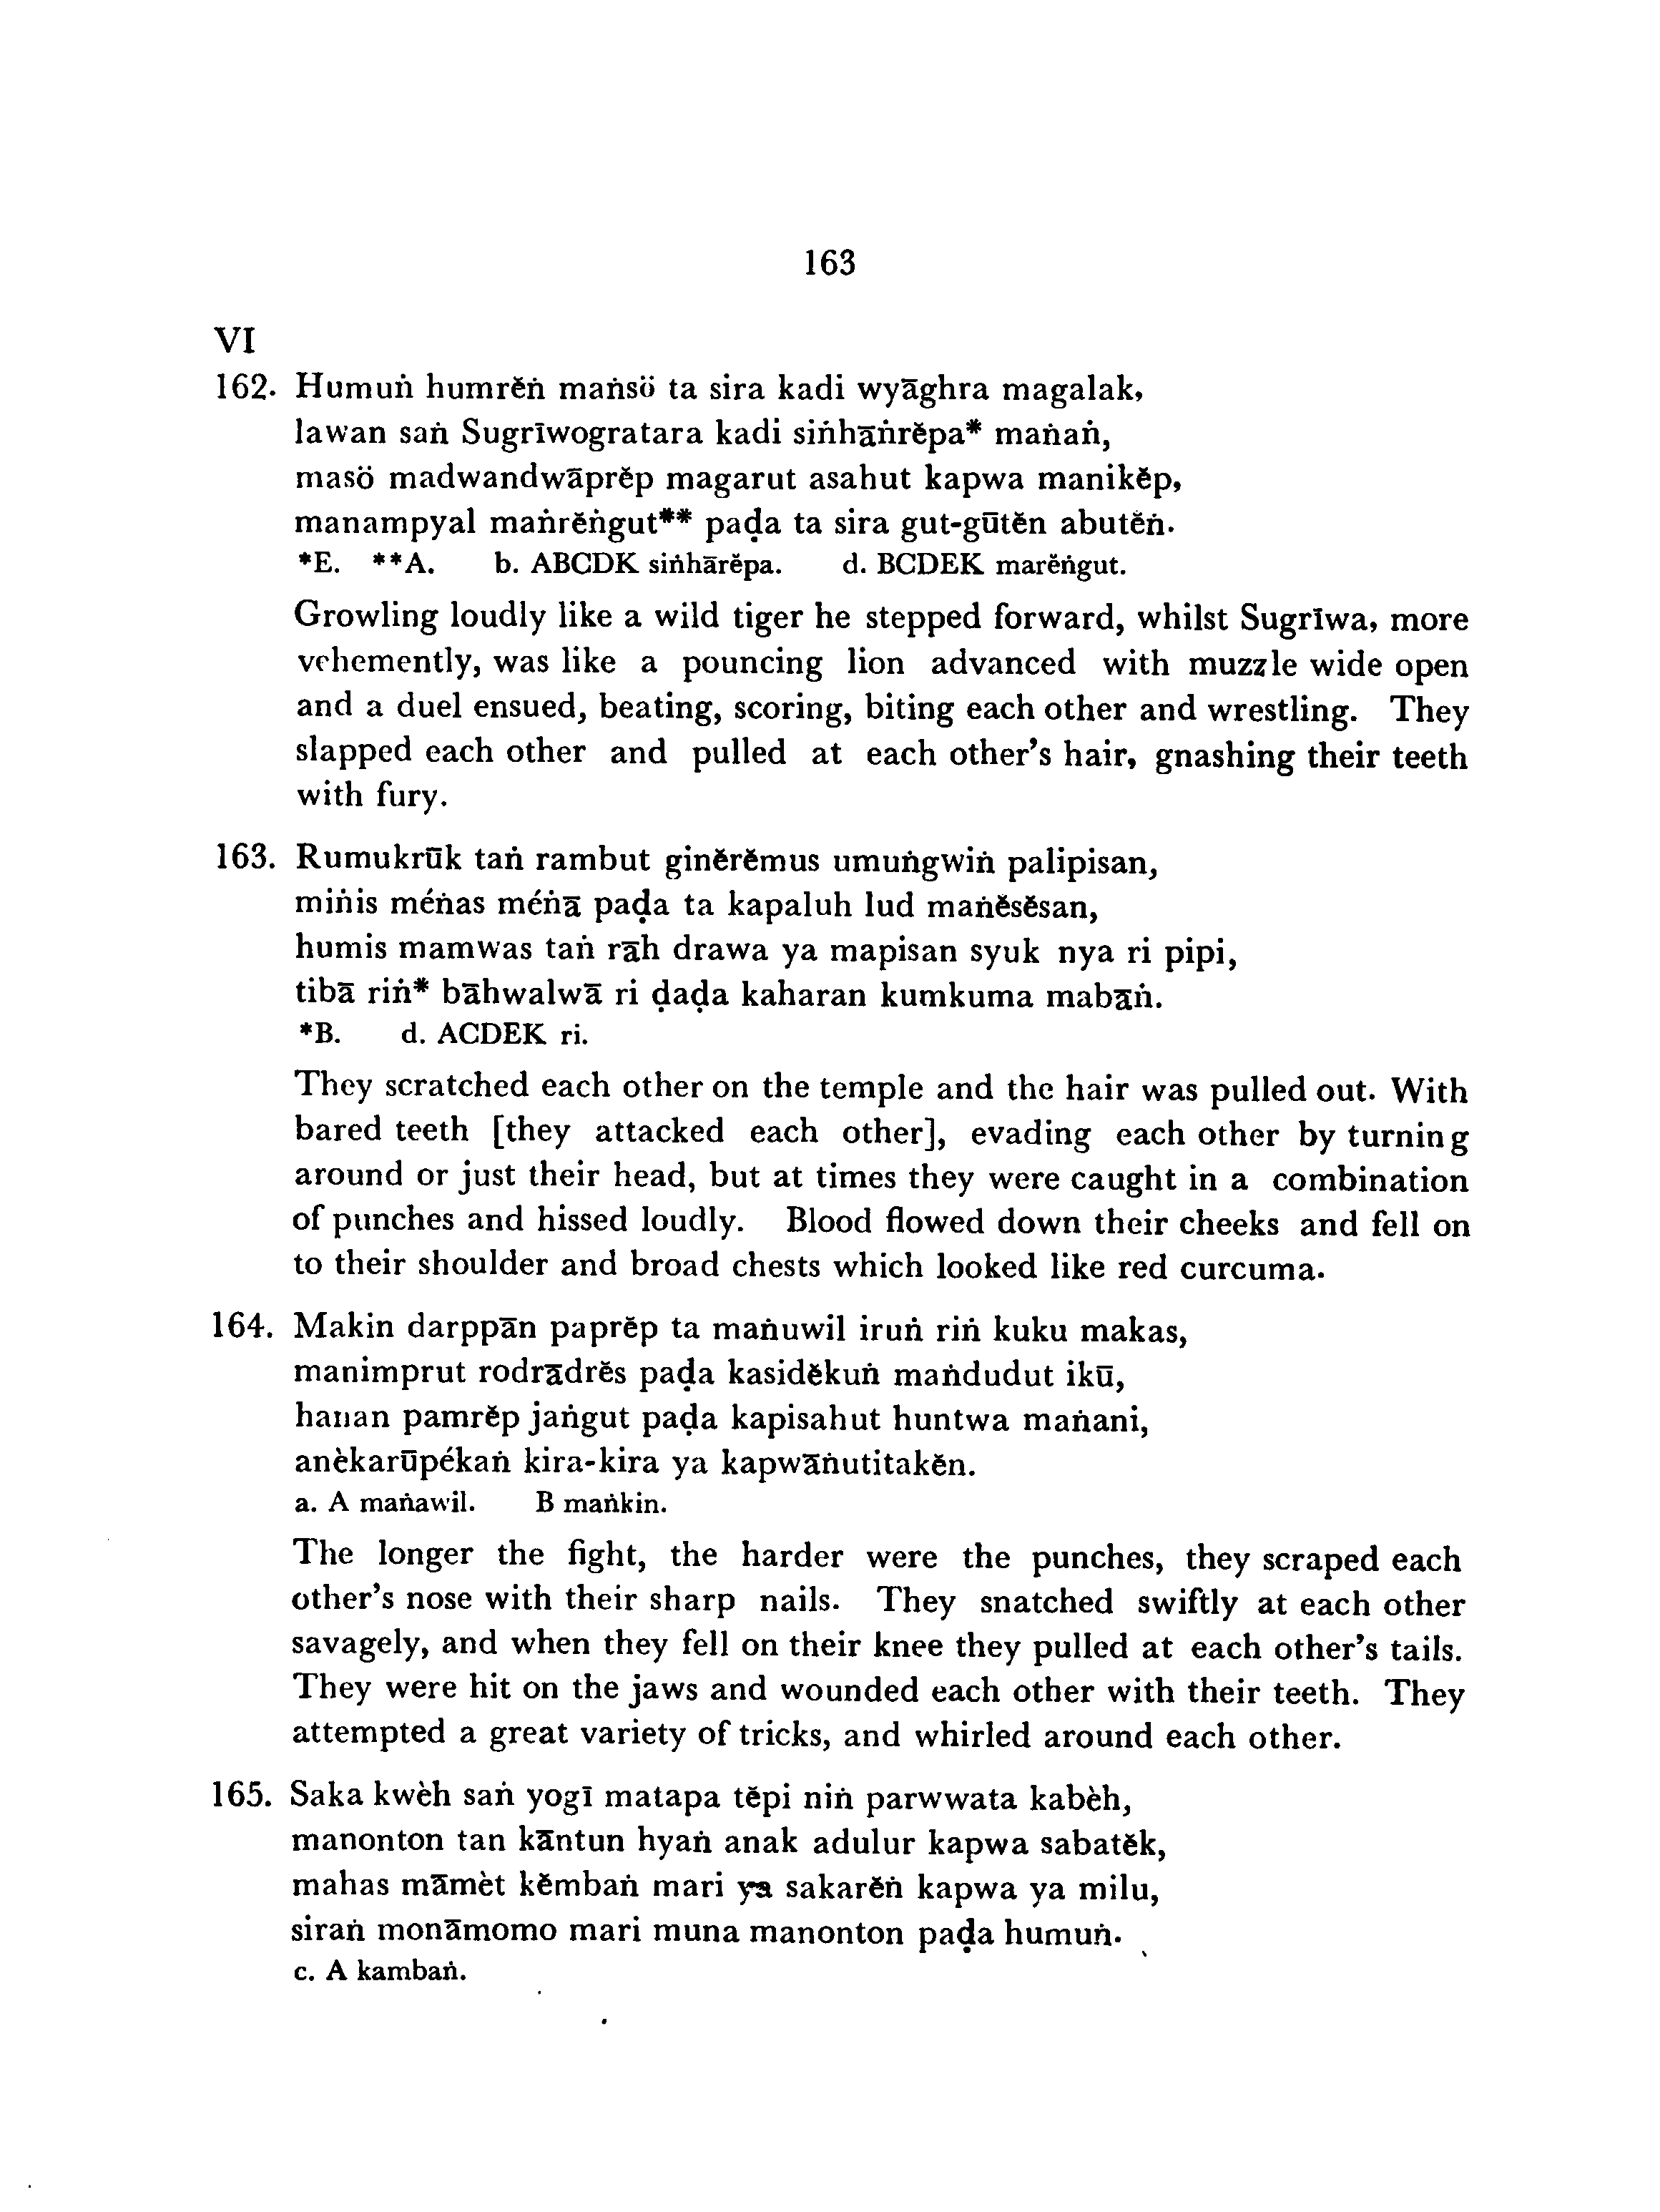 163
VI
162. Humuṅ humrĕṅ maṅsö ta sira kadi wyāghra magalak,
lawan saṅ Sugrīwogratara kadi siṅhāṅrĕpa* maṅaṅ,
masö madwandwāprĕp magarut asahut kapwa manikĕp,
manampyal maṅrĕṅgut** paḍa ta sira gut-gūtĕn abutĕṅ.
*E. **A. b. ABCDK siṅhārĕpa. d. BCDEK marĕṅgut.
Growling loudly like a wild tiger he stepped forward, whilst Sugrīwa, more
vehemently, was like a pouncing lion advanced with muzzle wide open
and a duel ensued, beating, scoring, biting each other and wrestling. They
slapped each other and pulled at each other's hair, gnashing their teeth
with fury.
163. Rumukrūk taṅ rambut ginĕrĕmus umuṅgwiṅ palipisan,
miṅis méṅas méṅā paḍa ta kapaluh lud maṅĕsĕsan,
humis mamwas taṅ rāh drawa ya mapisan syuk nya ri pipi,
tibā riṅ* bāhwalwā ri ḍaḍa kaharan kumkuma mabāṅ.
*B. d. ACDEK ri.
They scratched each other on the temple and the hair was pulled out. With
bared teeth [they attacked each other], evading each other by turning
around or just their head, but at times they were caught in a combination
of punches and hissed loudly. Blood flowed down their cheeks and fell on
to their shoulder and broad chests which looked like red curcuma.
164. Makin darppān paprĕp ta maṅuwil iruṅ riṅ kuku makas,
manimprut rodrādrĕs paḍa kasidĕkuṅ maṅdudut ikū,
hanan pamrĕp jaṅgut paḍa kapisahut huntwa maṅani,
anèkarūpékaṅ kira-kira ya kapwāṅutitakĕn.
a. A maṅawil. B maṅkin.
The longer the fight, the harder were the punches, they scraped each
other's nose with their sharp nails. They snatched swiftly at each other
savagely, and when they fell on their knee they pulled at each other's tails.
They were hit on the jaws and wounded each other with their teeth. They
attempted a great variety of tricks, and whirled around each other.
165. Saka kwèh saṅ yogī matapa tĕpi niṅ parwwata kabèh,
manonton tan kāntun hyaṅ anak adulur kapwa sabatĕk,
mahas māmèt kĕmbaṅ mari ya sakarĕṅ kapwa ya milu,
siraṅ monāmomo mari muna manonton paḍa humuṅ.
c. A kambaṅ.